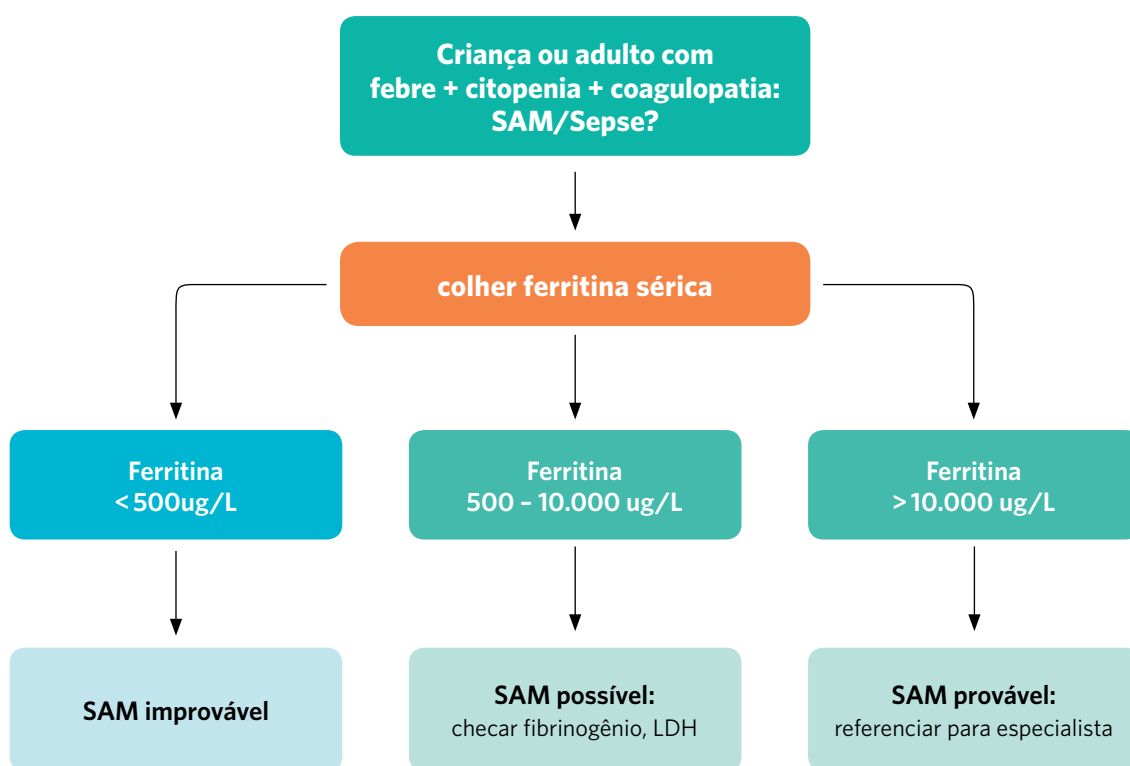 Criança ou adulto com
febre + citopenia + coagulopatia:
SAM/Sepse?
colher ferritina sérica
Ferritina
<500ug/L
Ferritina
500 – 10.000 ug/L
Ferritina
>10.000 ug/L
SAM improvável
SAM possível:
checar fibrinogênio, LDH
SAM provável:
referenciar para especialista